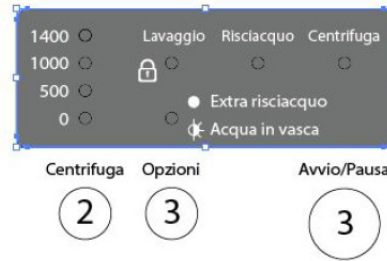 1400 Lavaggio Risciacquo Centrifuga
1000
500
Extra risciacquo
0 Acqua in vasca
Centrifuga Opzioni Avvio/Pausa
2 3 3